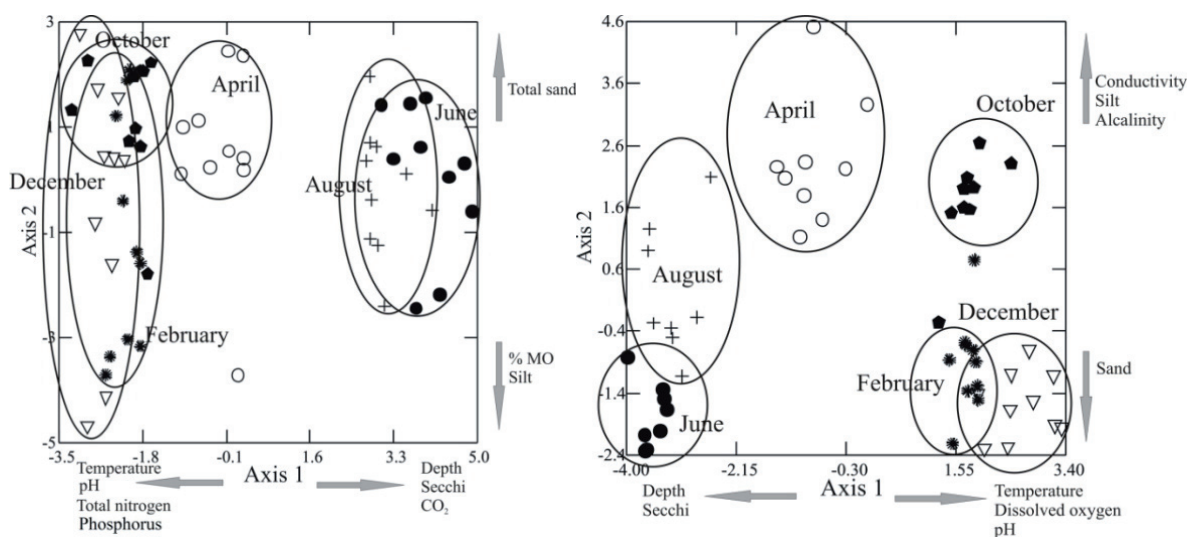 3
1
-1
-3
-5
Axis 2
October
April
December
August
June
February
-3.5
-1.8
-0.1
1.6
3.3
5.0
Axis 1
Temperature
pH
Total nitrogen
Phosphorus
Depth
Secchi
CO₂
Total sand
% MO
Silt
4.6
3.6
2.6
1.6
0.6
-0.4
-1.4
-2.4
Axis 2
April
October
August
December
February
June
-4.00
-2.15
-0.30
1.55
3.40
Axis 1
Depth
Secchi
Temperature
Dissolved oxygen
pH
Conductivity
Silt
Alcalinity
Sand